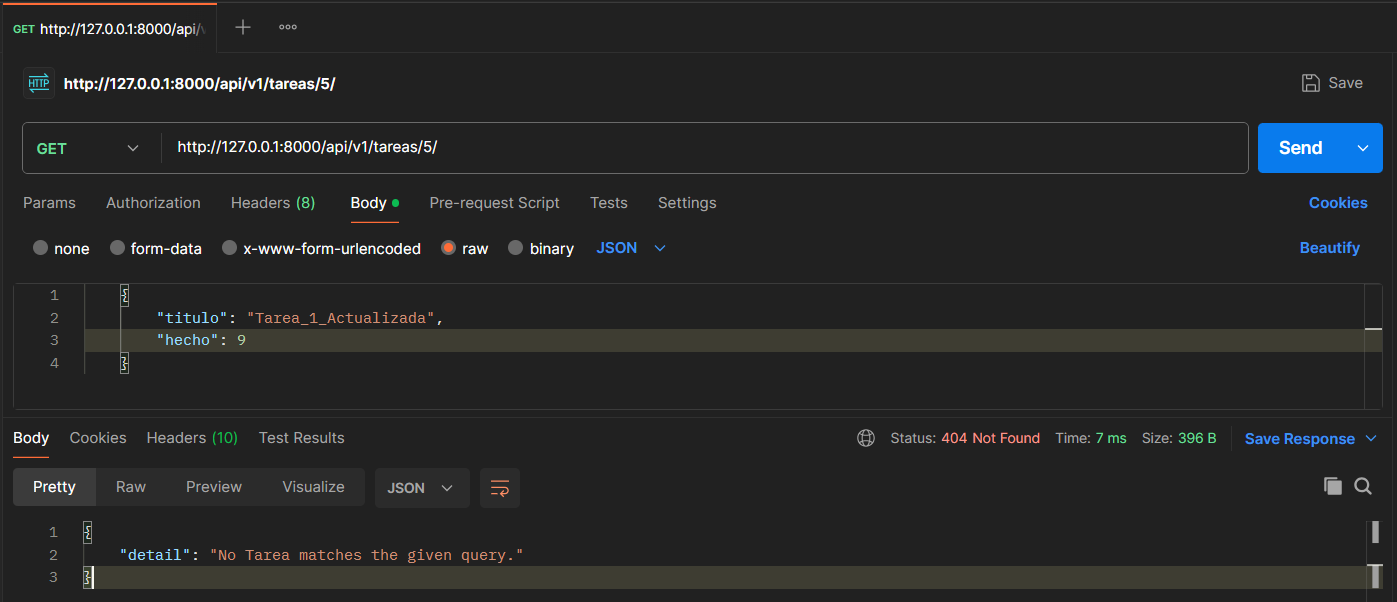 GET http://127.0.0.1:8000/api/
HTTP http://127.0.0.1:8000/api/v1/tareas/5/ Save
GET http://127.0.0.1:8000/api/v1/tareas/5/ Send
Params Authorization Headers (8) Body Pre-request Script Tests Settings Cookies
none form-data x-www-form-urlencoded raw binary JSON Beautify
1 {
2 "titulo": "Tarea_1_Actualizada",
3 "hecho": 9
4 }
Body Cookies Headers (10) Test Results Status: 404 Not Found Time: 7 ms Size: 396 B Save Response
Pretty Raw Preview Visualize JSON
1 {
2 "detail": "No Tarea matches the given query."
3 }